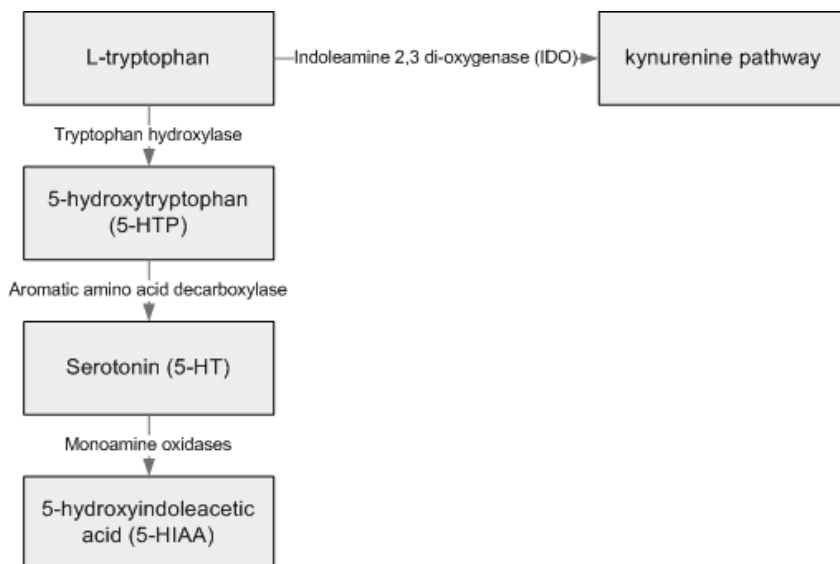 L-tryptophan
Indoleamine 2,3 di-oxygenase (IDO)
kynurenine pathway
Tryptophan hydroxylase
5-hydroxytryptophan
(5-HTP)
Aromatic amino acid decarboxylase
Serotonin (5-HT)
Monoamine oxidases
5-hydroxyindoleacetic
acid (5-HIAA)